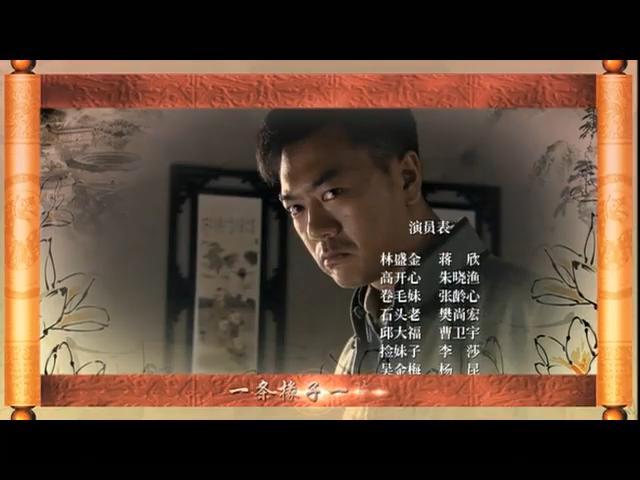 演员表
林盛金 蒋 欣
高开心 朱晓渔
卷毛妹 张龄心
石头老 樊尚宏
邱大福 曹卫宇
捡妹子 李 莎
吴金梅 杨 昆
一条椽子一